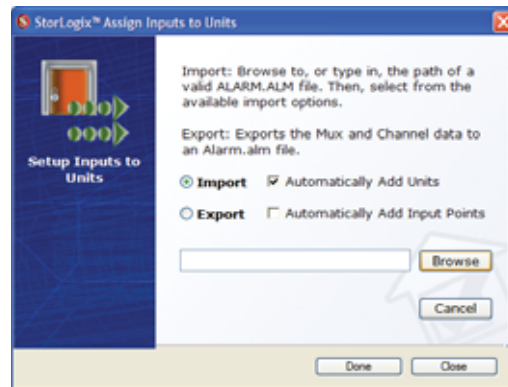 StorLogix™ Assign Inputs to Units
Import: Browse to, or type in, the path of a
valid ALARM.ALM file. Then, select from the
available import options.
Export: Exports the Mux and Channel data to
an Alarm.alm file.
Setup Inputs to
Units
Import
Automatically Add Units
Export
Automatically Add Input Points
Browse
Cancel
Done
Close